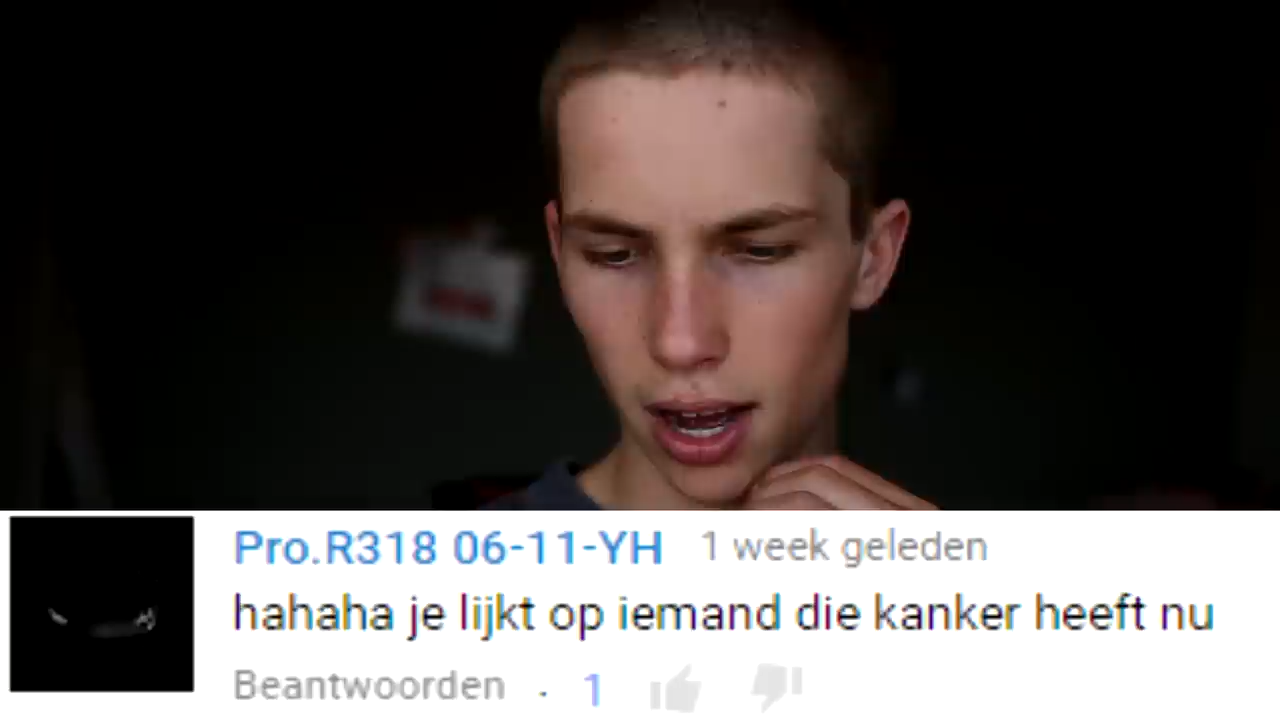 Pro.R318 06-11-YH 1 week geleden
hahaha je lijkt op iemand die kanker heeft nu
Beantwoorden · 1